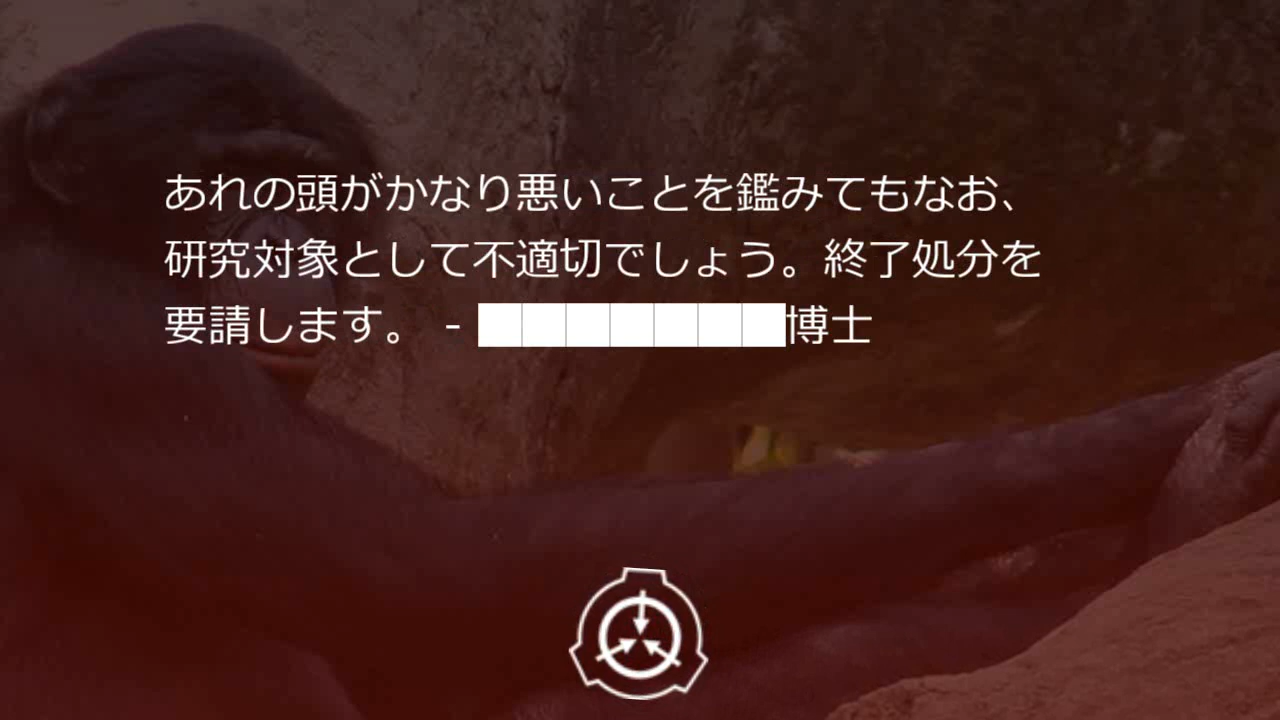 あれの頭がかなり悪いことを鑑みてもなお、
研究対象として不適切でしょう。終了処分を
要請します。 - ███████博士